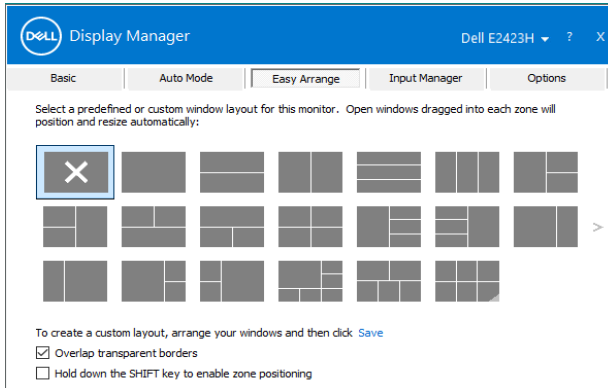 DELL Display Manager Dell E2423H ? X
Basic Auto Mode Easy Arrange Input Manager Options
Select a predefined or custom window layout for this monitor. Open windows dragged into each zone will
position and resize automatically:
>
To create a custom layout, arrange your windows and then click Save
Overlap transparent borders
Hold down the SHIFT key to enable zone positioning